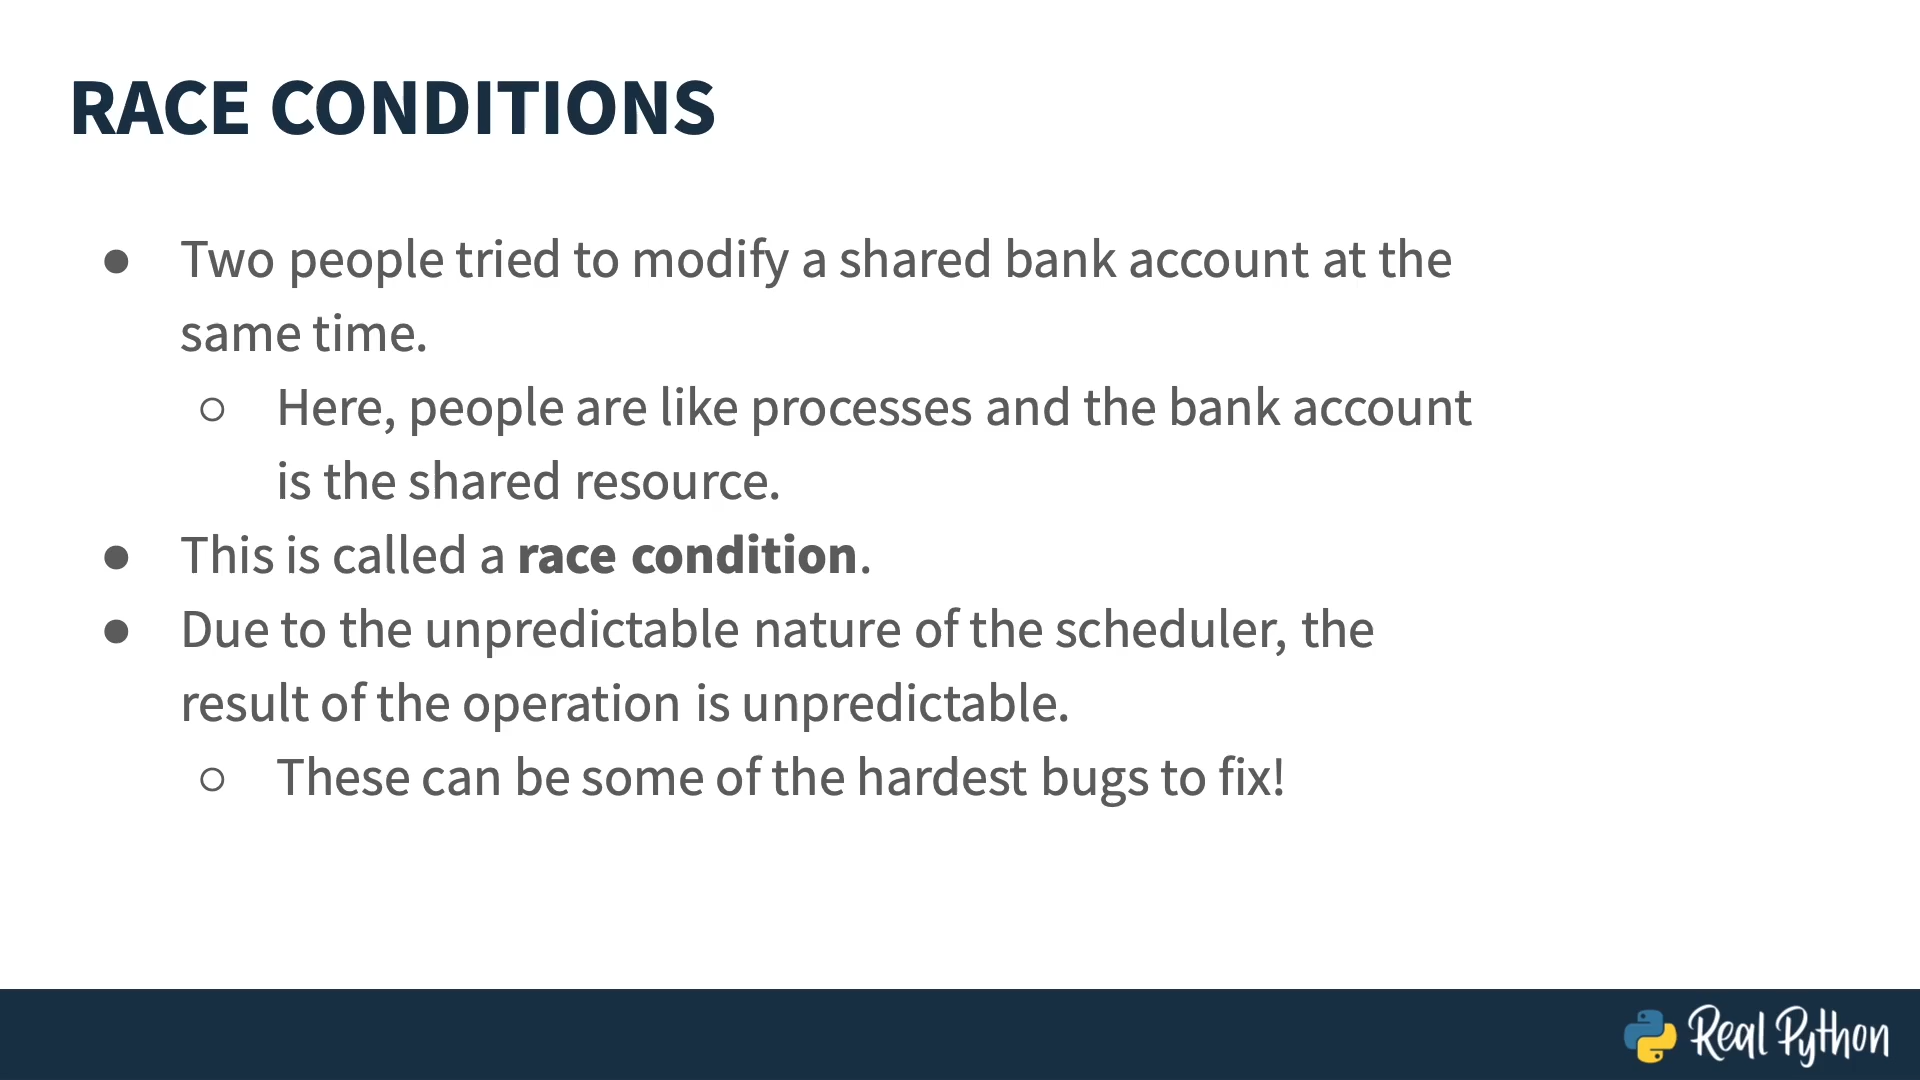 RACE CONDITIONS
● Two people tried to modify a shared bank account at the
same time.
○ Here, people are like processes and the bank account
is the shared resource.
● This is called a race condition.
● Due to the unpredictable nature of the scheduler, the
result of the operation is unpredictable.
○ These can be some of the hardest bugs to fix!
Real Python